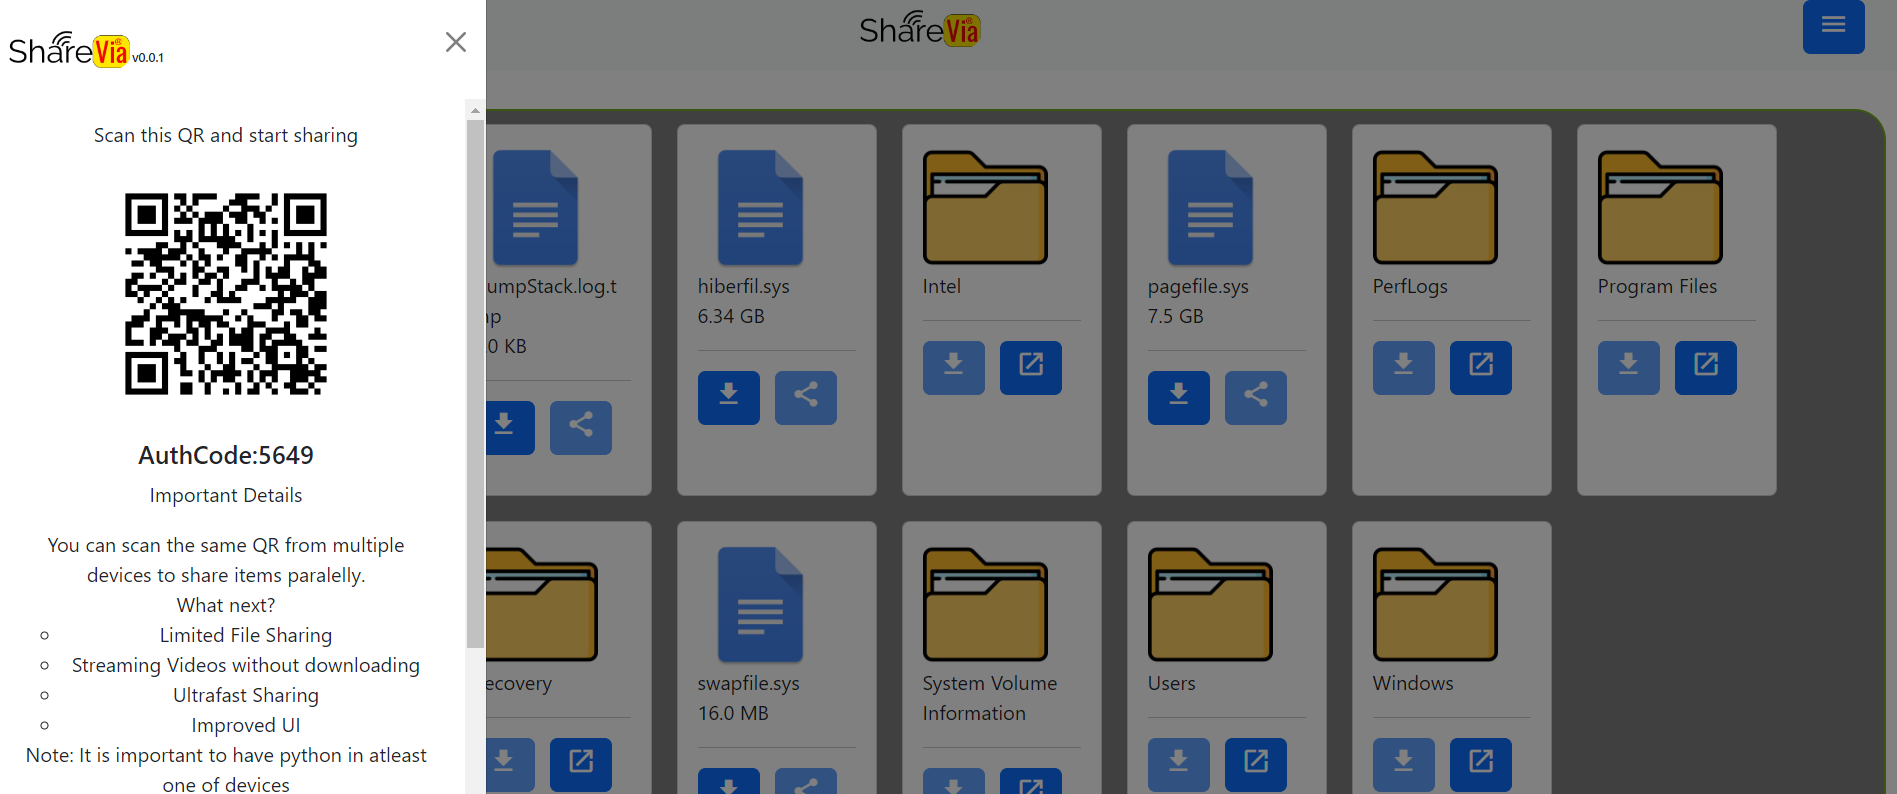 ShareVia® v0.0.1
Scan this QR and start sharing
AuthCode:5649
Important Details
You can scan the same QR from multiple
devices to share items paralelly.
What next?
Limited File Sharing
Streaming Videos without downloading
Ultrafast Sharing
Improved UI
Note: It is important to have python in atleast
one of devices
ShareVia®
umpStack.log.t
mp
.0 KB
hiberfil.sys
6.34 GB
Intel
pagefile.sys
7.5 GB
PerfLogs
Program Files
ecovery
swapfile.sys
16.0 MB
System Volume
Information
Users
Windows